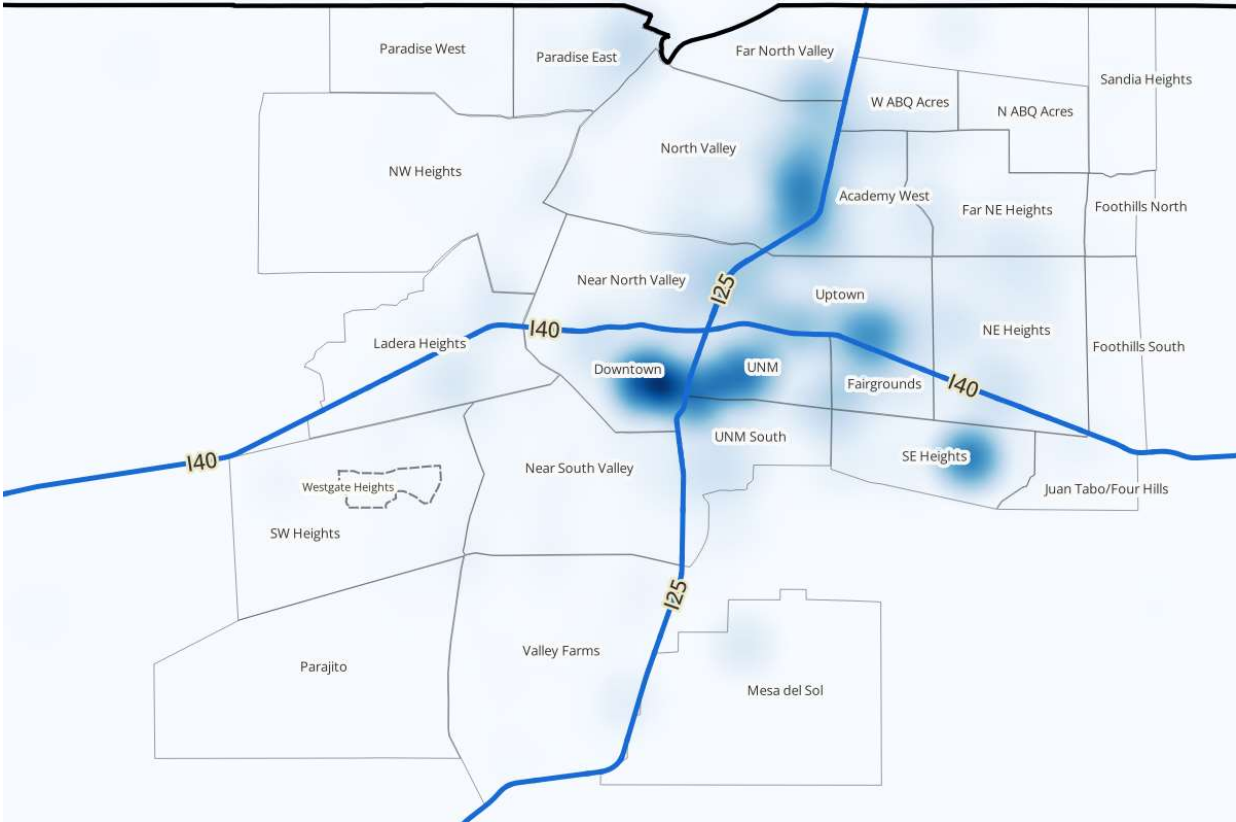 Paradise West
Paradise East
Far North Valley
Sandia Heights
W ABQ Acres
N ABQ Acres
North Valley
NW Heights
Academy West
Far NE Heights
Foothills North
Near North Valley
I25
Uptown
I40
NE Heights
Ladera Heights
Foothills South
Downtown
UNM
Fairgrounds
I40
UNM South
I40
Near South Valley
SE Heights
Westgate Heights
Juan Tabo/Four Hills
SW Heights
I25
Valley Farms
Parajito
Mesa del Sol